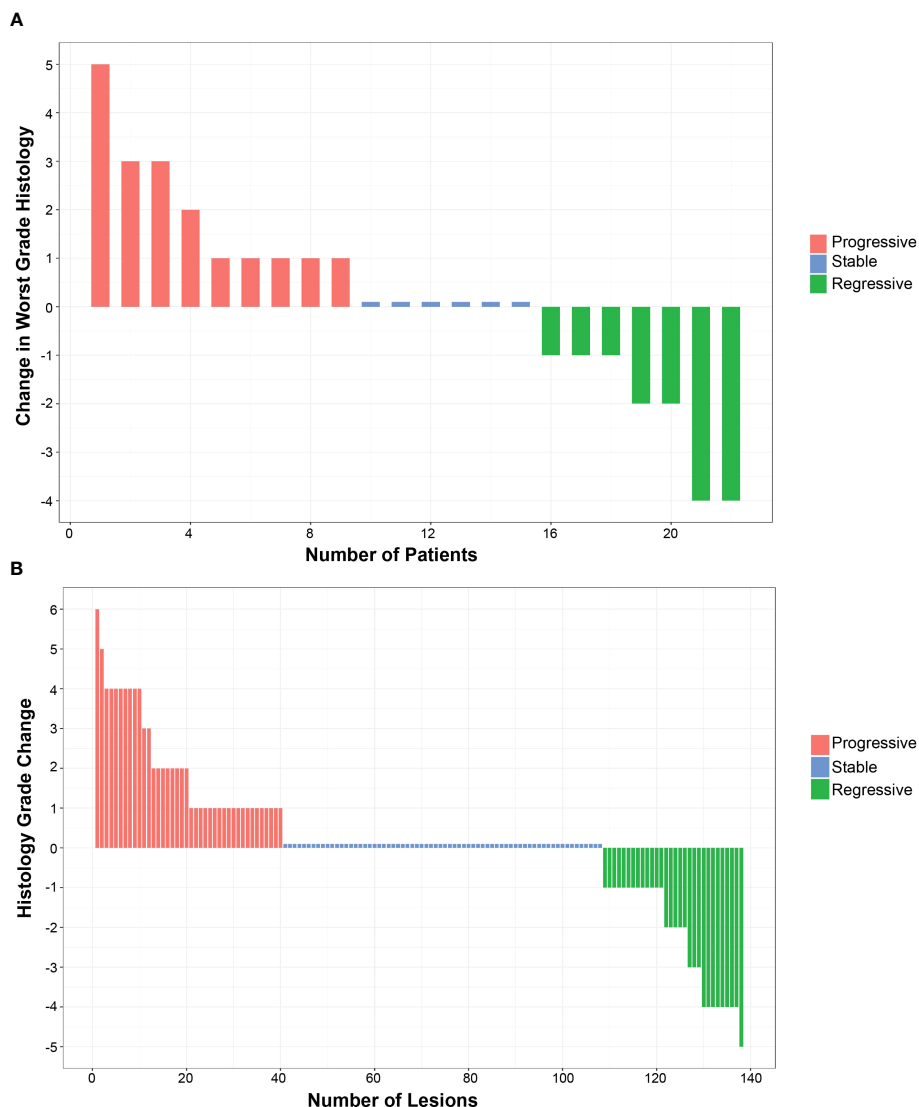 A
Change in Worst Grade Histology
5
4
3
2
1
0
-1
-2
-3
-4
0 4 8 12 16 20
Number of Patients
Progressive
Stable
Regressive
B
Histology Grade Change
6
5
4
3
2
1
0
-1
-2
-3
-4
-5
0 20 40 60 80 100 120 140
Number of Lesions
Progressive
Stable
Regressive